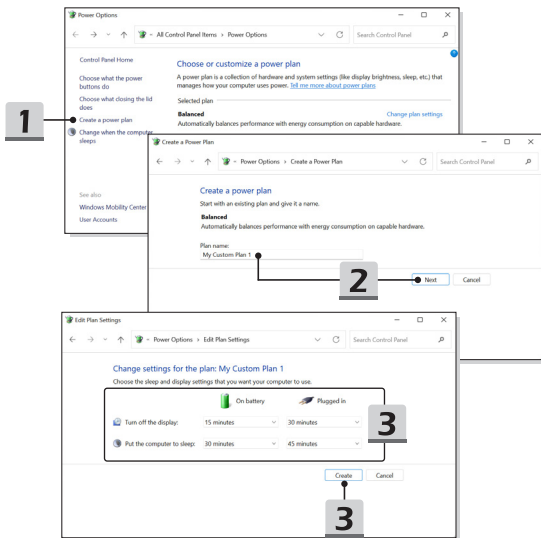 Power Options
All Control Panel Items › Power Options
Search Control Panel
Control Panel Home
Choose what the power
buttons do
Choose what closing the lid
does
Create a power plan
Change when the computer
sleeps
See also
Windows Mobility Center
User Accounts
Choose or customize a power plan
A power plan is a collection of hardware and system settings (like display brightness, sleep, etc.) that
manages how your computer uses power. Tell me more about power plans
Selected plan
Balanced
Change plan settings
Automatically balances performance with energy consumption on capable hardware.
1
Create a Power Plan
Power Options › Create a Power Plan
Search Control Panel
Create a power plan
Start with an existing plan and give it a name.
Balanced
Automatically balances performance with energy consumption on capable hardware.
Plan name:
My Custom Plan 1
2
Next
Cancel
Edit Plan Settings
Power Options › Edit Plan Settings
Search Control Panel
Change settings for the plan: My Custom Plan 1
Choose the sleep and display settings that you want your computer to use.
On battery
Plugged in
Turn off the display:
15 minutes
30 minutes
Put the computer to sleep:
30 minutes
45 minutes
3
Create
Cancel
3